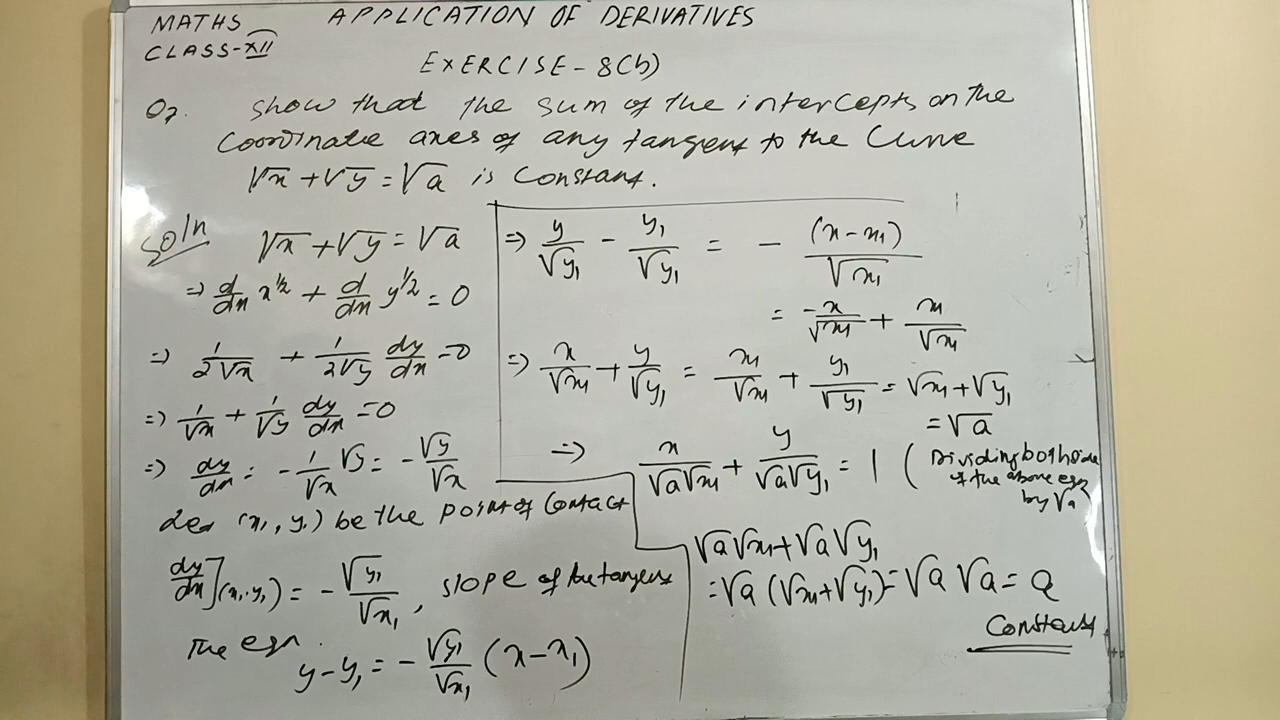 MATHS
CLASS-XII
APPLICATION OF DERIVATIVES
EXERCISE-8(b)
Q7. Show that the sum of the intercepts on the
coordinate axes of any tangent to the curve
√x + √y = √a is constant.
Soln √x + √y = √a
⇒ d/dx x^1/2 + d/dx y^1/2 = 0
⇒ 1/2√x + 1/2√y dy/dx = 0
⇒ 1/√x + 1/√y dy/dx = 0
⇒ dy/dx = -1/√x √y = -√y/√x
Let (x₁, y₁) be the point of contact
dy/dx](x₁, y₁) = -√y₁/√x₁, slope of the tangent
The eqn.
y-y₁ = -√y₁/√x₁ (x-x₁)
⇒ y/√y₁ - y₁/√y₁ = - (x-x₁)/√x₁
= -x/√x₁ + x₁/√x₁
⇒ x/√x₁ + y/√y₁ = x₁/√x₁ + y₁/√y₁ = √x₁ + √y₁
= √a
⇒ x/√a√x₁ + y/√a√y₁ = 1 (Dividing both side
of the above eqn
by √a
√a√x₁ + √a√y₁
= √a (√x₁+√y₁) = √a √a = a
Constant